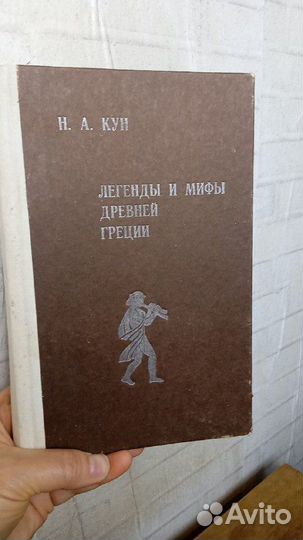 Н. А. КУН
ЛЕГЕНДЫ И МИФЫ
ДРЕВНЕЙ
ГРЕЦИИ
Avito